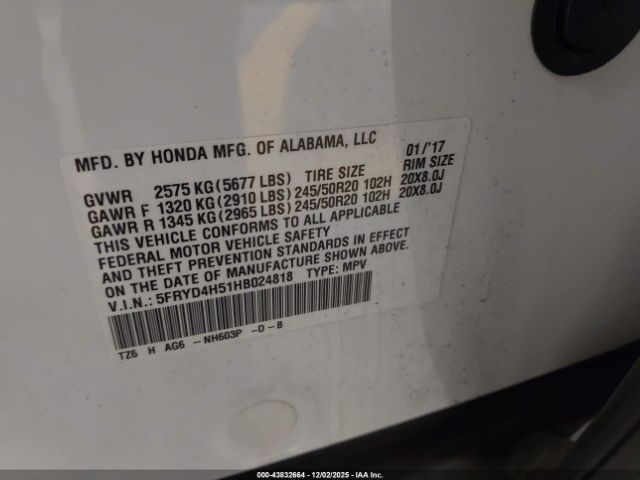 MFD. BY HONDA MFG. OF ALABAMA, LLC 01/'17
GVWR 2575 KG(5677 LBS) TIRE SIZE RIM SIZE
GAWR F 1320 KG(2910 LBS)245/50R20 102H 20X8.0J
GAWR R 1345 KG(2965 LBS)245/50R20 102H 20X8.0J
THIS VEHICLE CONFORMS TO ALL APPLICABLE
FEDERAL MOTOR VEHICLE SAFETY
AND THEFT PREVENTION STANDARDS IN EFFECT
ON THE DATE OF MANUFACTURE SHOWN ABOVE.
V.I.N.: 5FRYD4H51HB024818 TYPE: MPV
TZ6 H AG6 -NH603P -D-B
00-43832664 | 12/02/2025 | IAA Inc.